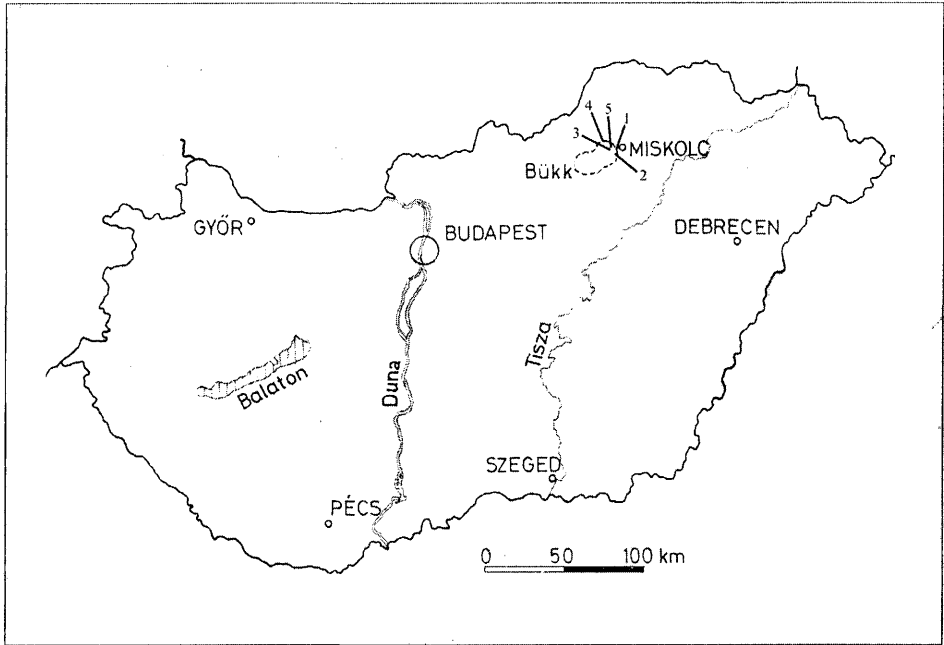 4 5 1
3
MISKOLC
Bükk
2
GYŐR
BUDAPEST
DEBRECEN
Tisza
Balaton
Duna
SZEGED
PÉCS
0 50 100 km